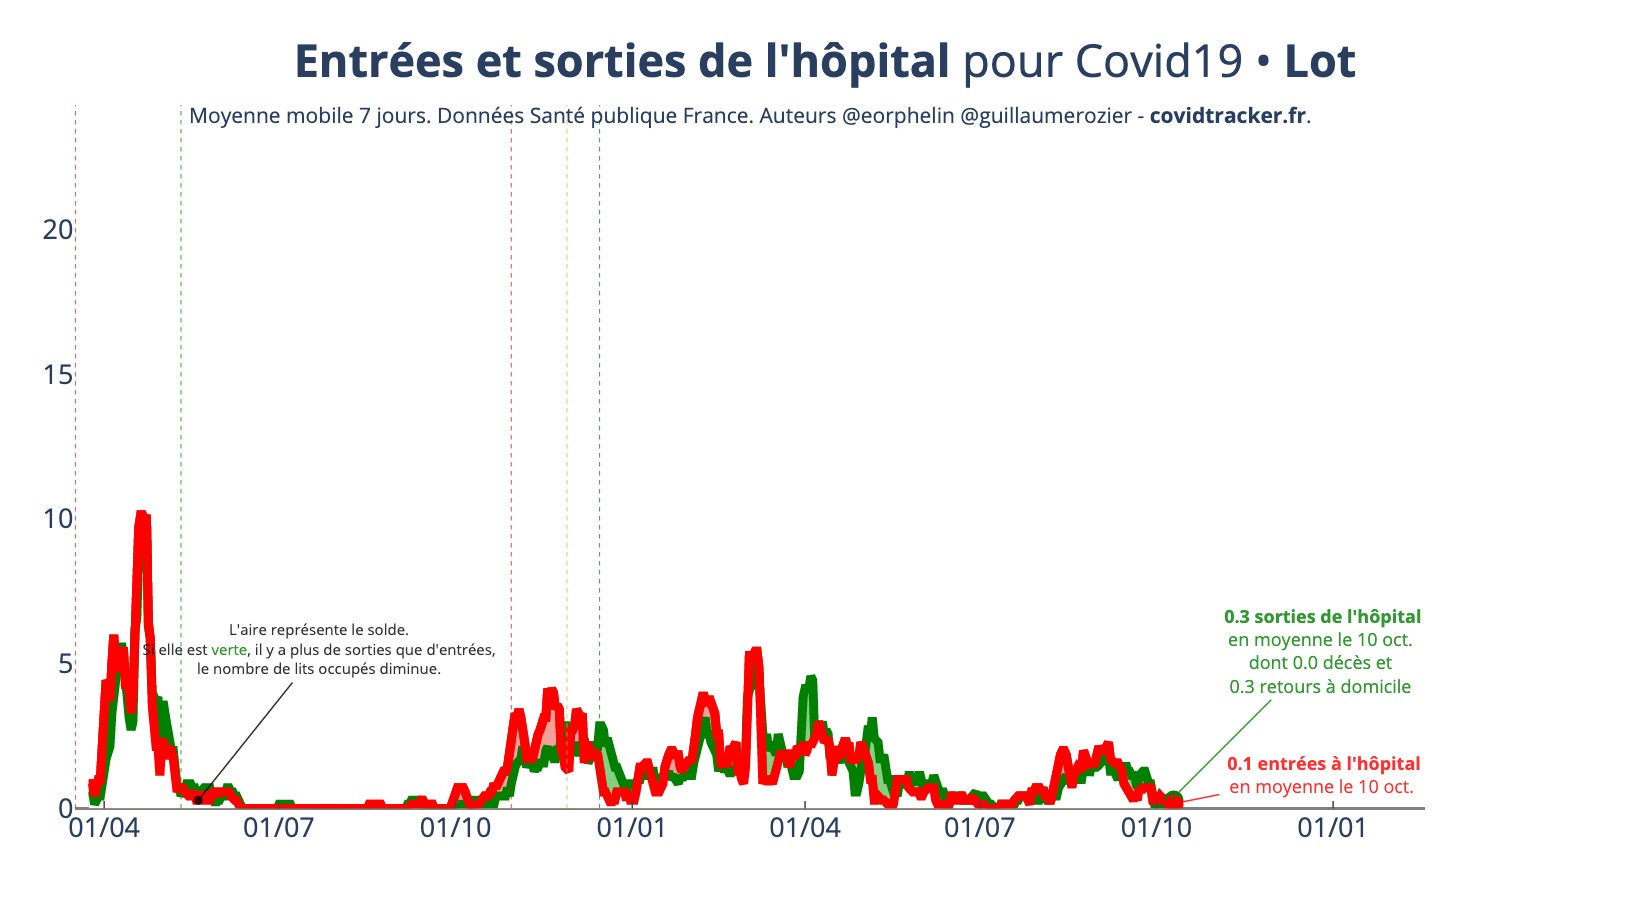 Entrées et sorties de l'hôpital pour Covid19 • Lot
Moyenne mobile 7 jours. Données Santé publique France. Auteurs @eorphelin @guillaumerozier - covidtracker.fr.
20
15
10
5
0
L'aire représente le solde.
Si elle est verte, il y a plus de sorties que d'entrées,
le nombre de lits occupés diminue.
0.3 sorties de l'hôpital
en moyenne le 10 oct.
dont 0.0 décès et
0.3 retours à domicile
0.1 entrées à l'hôpital
en moyenne le 10 oct.
01/04 01/07 01/10 01/01 01/04 01/07 01/10 01/01